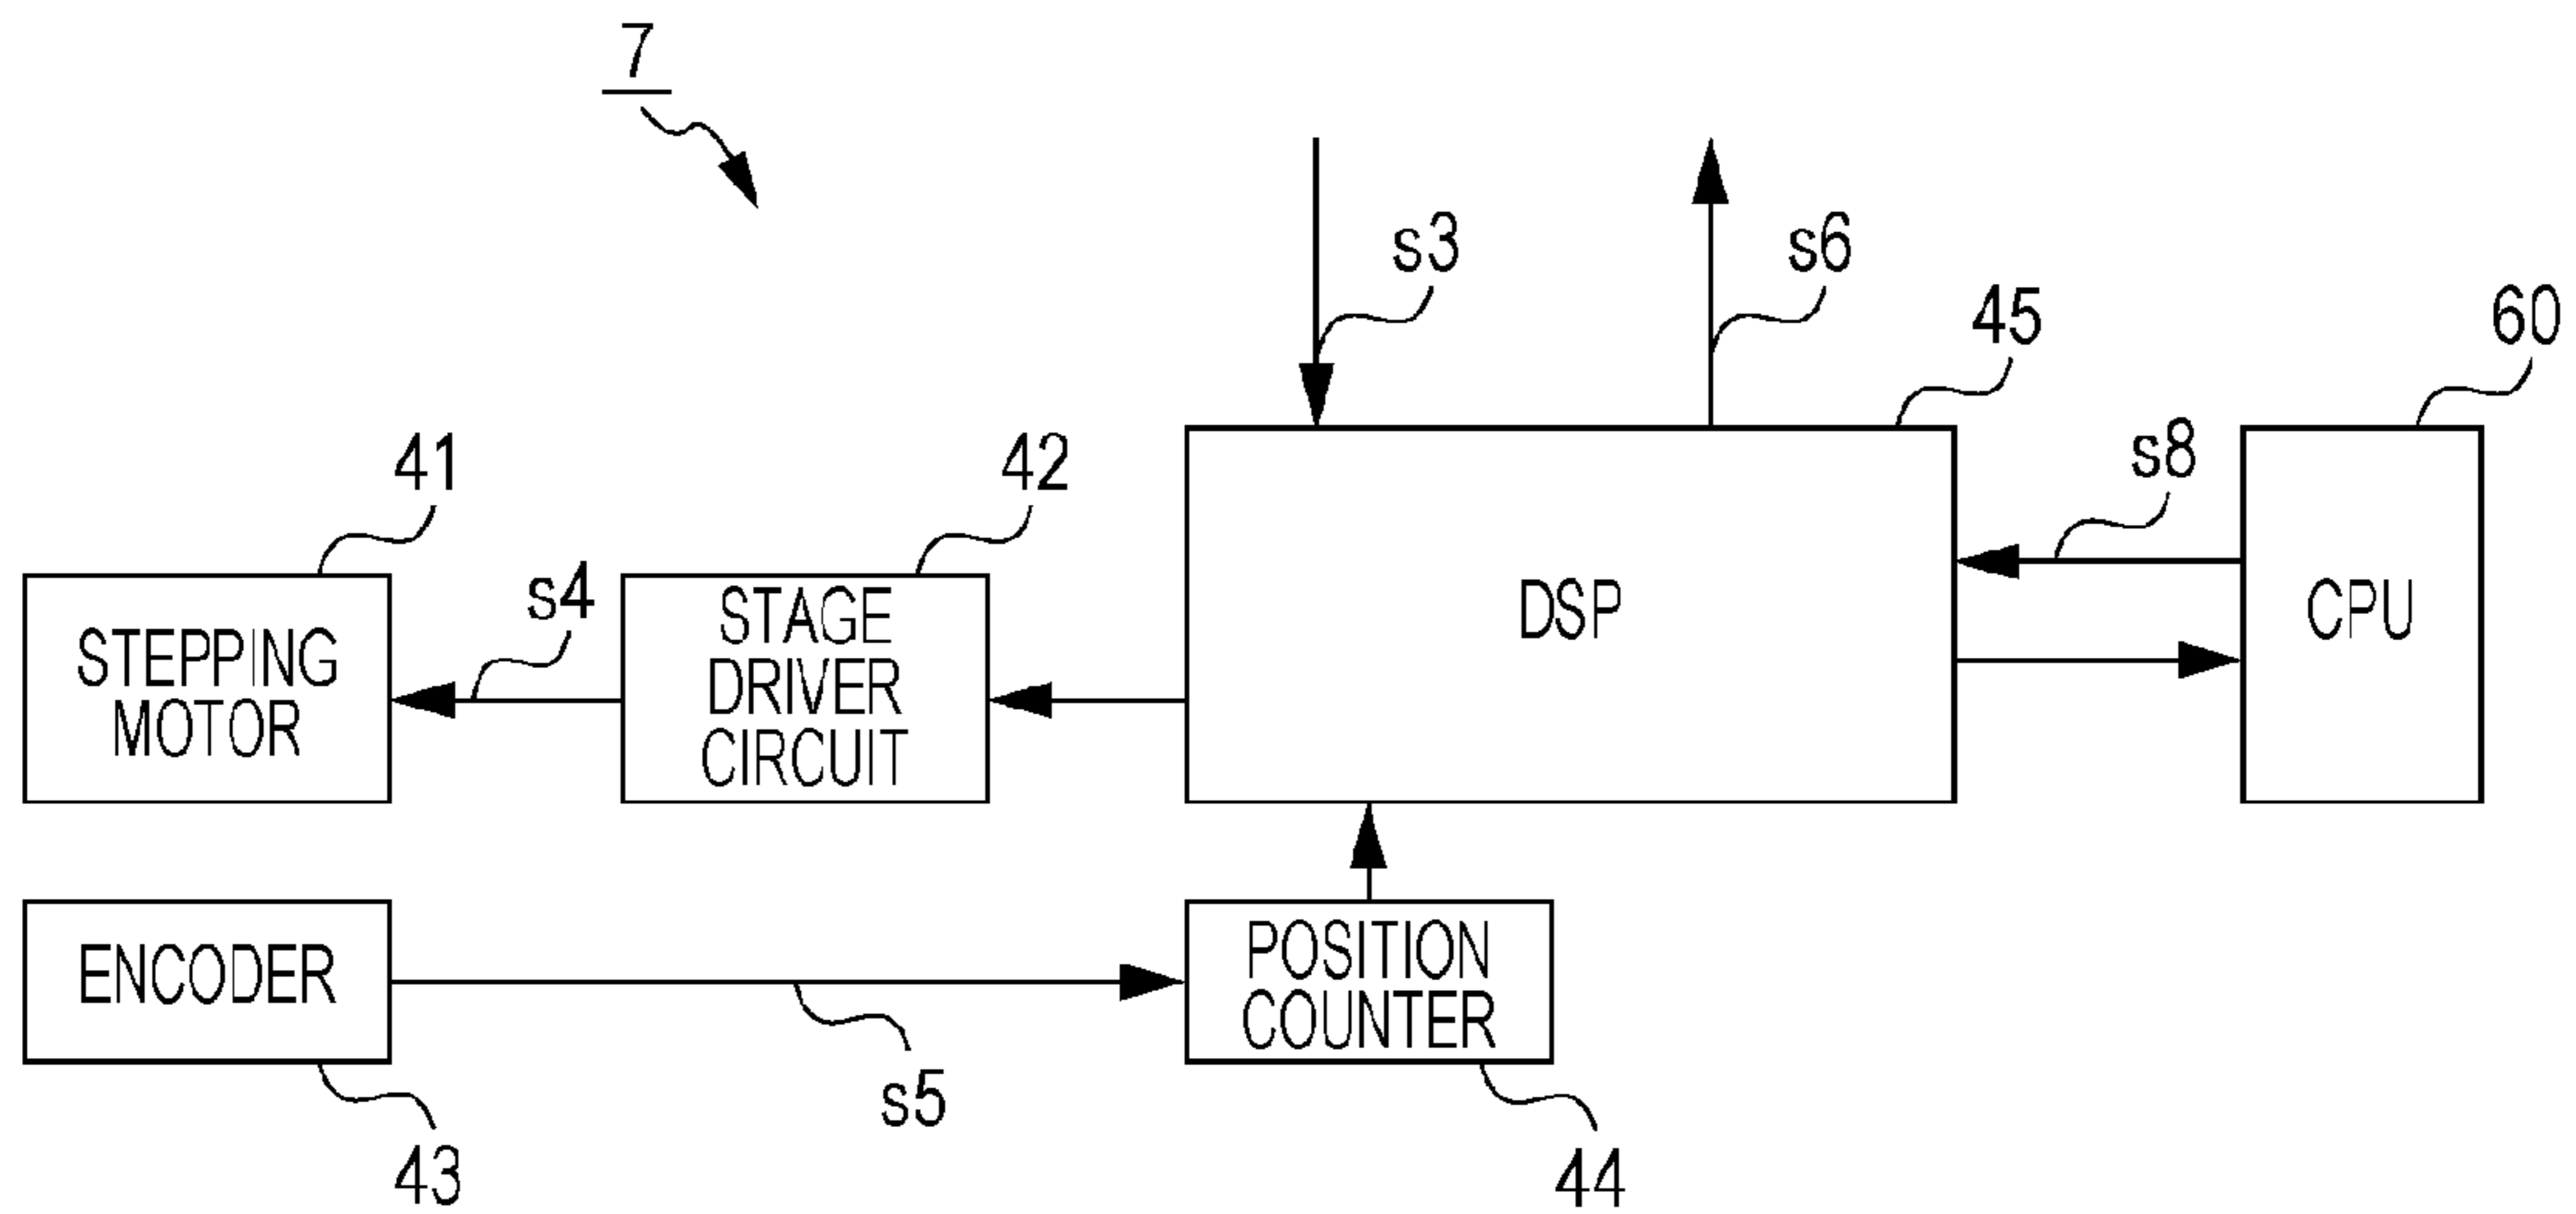 7
s3
s6
45
60
41
42
s8
s4
STAGE
DRIVER
CIRCUIT
DSP
CPU
STEPPING
MOTOR
ENCODER
POSITION
COUNTER
s5
43
44